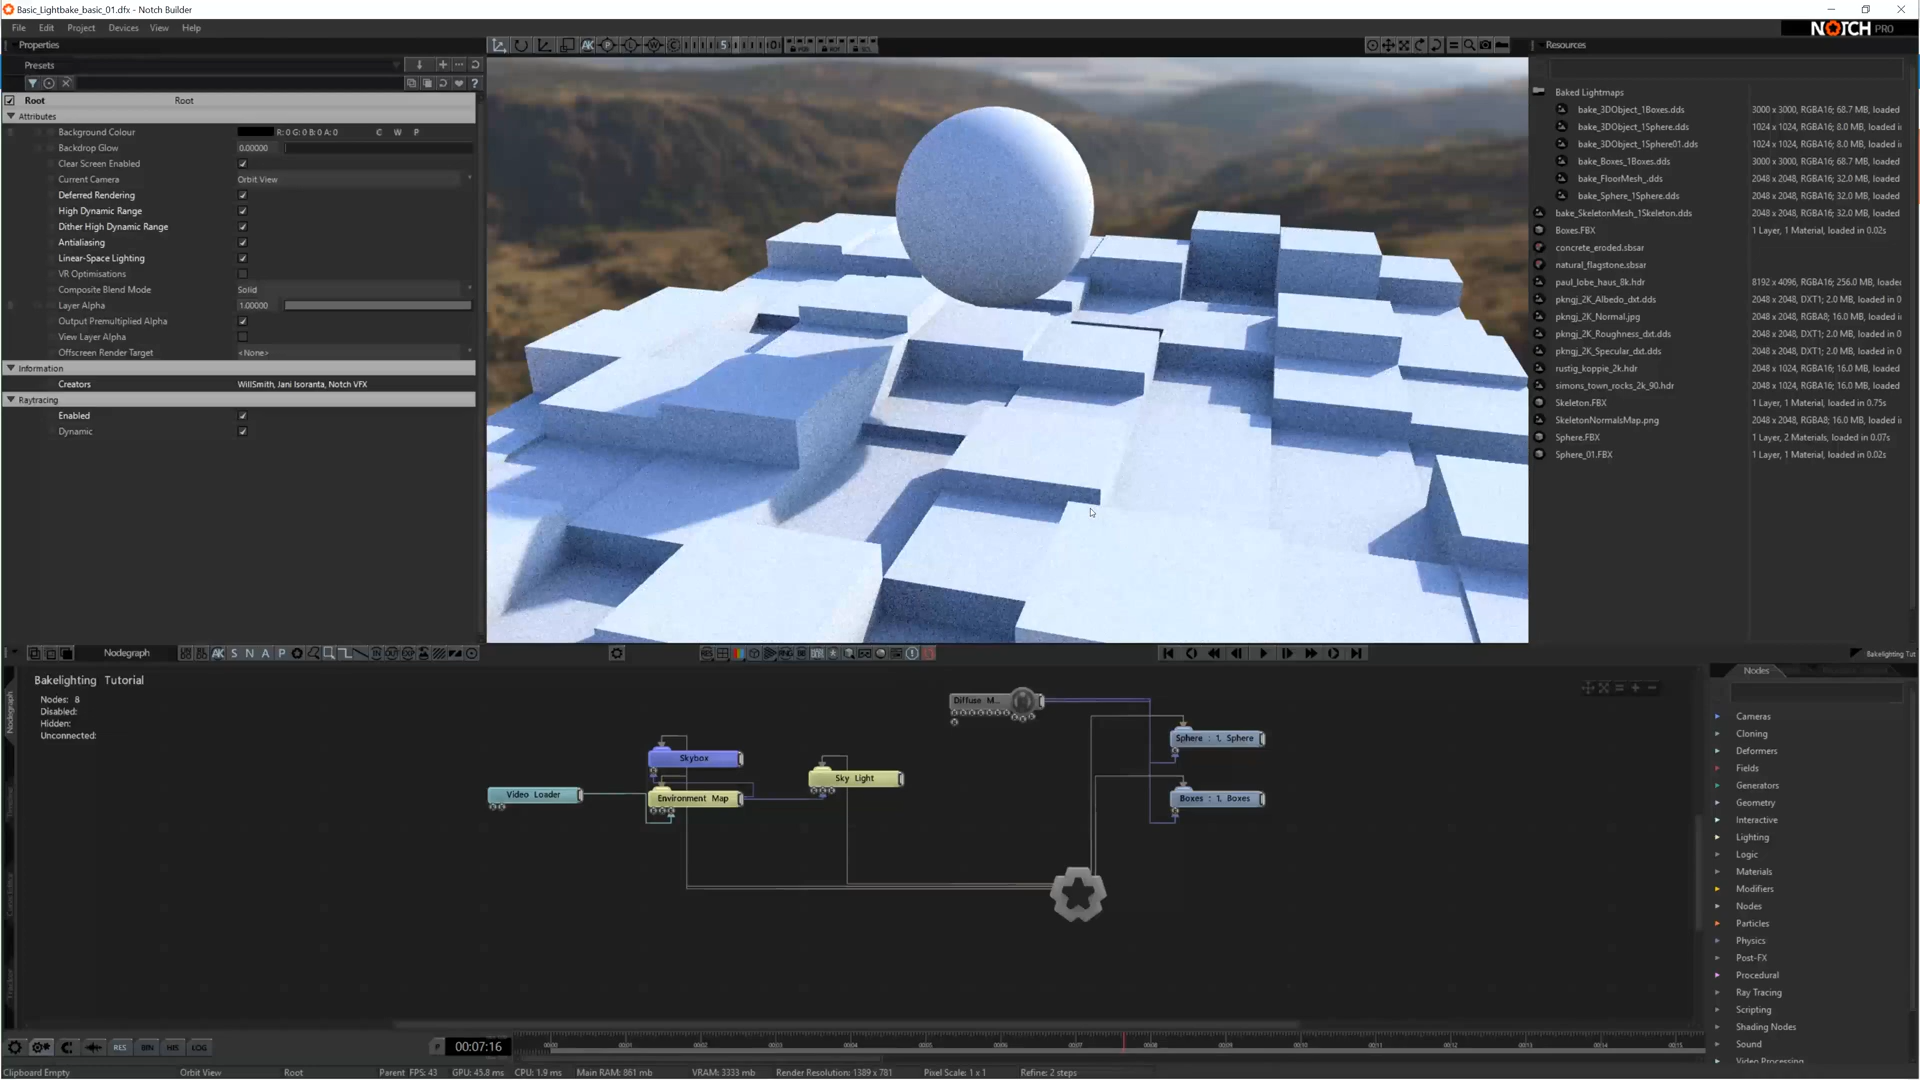 Basic_Lightbake_basic_01.dfx - Notch Builder
File Edit Project Devices View Help
NOTCH PRO
Properties
Presets
Root Root
Attributes
Background Colour R: 0 G: 0 B: 0 A: 0 C W P
Backdrop Glow 0.00000
Clear Screen Enabled
Current Camera Orbit View
Deferred Rendering
High Dynamic Range
Dither High Dynamic Range
Antialiasing
Linear-Space Lighting
VR Optimisations
Composite Blend Mode Solid
Layer Alpha 1.00000
Output Premultiplied Alpha
View Layer Alpha
Offscreen Render Target <None>
Information
Creators WillSmith, Jani Isoranta, Notch VFX
Raytracing
Enabled
Dynamic
Resources
Baked Lightmaps
bake_3DObject_1Boxes.dds 3000 x 3000, RGBA16; 68.7 MB, loaded
bake_3DObject_1Sphere.dds 1024 x 1024, RGBA16; 8.0 MB, loaded i
bake_3DObject_1Sphere01.dds 1024 x 1024, RGBA16; 8.0 MB, loaded i
bake_Boxes_1Boxes.dds 3000 x 3000, RGBA16; 68.7 MB, loaded
bake_FloorMesh_.dds 2048 x 2048, RGBA16; 32.0 MB, loaded
bake_Sphere_1Sphere.dds 2048 x 2048, RGBA16; 32.0 MB, loaded
bake_SkeletonMesh_1Skeleton.dds 2048 x 2048, RGBA16; 32.0 MB, loaded
Boxes.FBX 1 Layer, 1 Material, loaded in 0.02s
concrete_eroded.sbsar
natural_flagstone.sbsar
paul_lobe_haus_8k.hdr 8192 x 4096, RGBA16; 256.0 MB, loade
pkngj_2K_Albedo_dxt.dds 2048 x 2048, DXT1; 2.0 MB, loaded in 0
pkngj_2K_Normal.jpg 2048 x 2048, RGBA8; 16.0 MB, loaded in
pkngj_2K_Roughness_dxt.dds 2048 x 2048, DXT1; 2.0 MB, loaded in 0
pkngj_2K_Specular_dxt.dds 2048 x 2048, DXT1; 2.0 MB, loaded in 0
rustig_koppie_2k.hdr 2048 x 1024, RGBA16; 16.0 MB, loaded
simons_town_rocks_2k_90.hdr 2048 x 1024, RGBA16; 16.0 MB, loaded
Skeleton.FBX 1 Layer, 1 Material, loaded in 0.75s
SkeletonNormalsMap.png 2048 x 2048, RGBA8; 16.0 MB, loaded in
Sphere.FBX 1 Layer, 2 Materials, loaded in 0.07s
Sphere_01.FBX 1 Layer, 1 Material, loaded in 0.02s
Nodegraph AK S N A P
Bakelighting Tut
Bakelighting Tutorial
Nodes: 8
Disabled:
Hidden:
Unconnected:
Diffuse M...
Sphere : 1, Sphere
Skybox
Sky Light
Video Loader
Environment Map
Boxes : 1, Boxes
Nodes
Cameras
Cloning
Deformers
Fields
Generators
Geometry
Interactive
Lighting
Logic
Materials
Modifiers
Nodes
Particles
Physics
Post-FX
Procedural
Ray Tracing
Scripting
Shading Nodes
Sound
Video Processing
RES BIN HIS LOG
00:07:16
Clipboard Empty Orbit View Root Parent FPS: 43 GPU: 45.8 ms CPU: 1.9 ms Main RAM: 861 mb VRAM: 3333 mb Render Resolution: 1389 x 781 Pixel Scale: 1 x 1 Refine: 2 steps